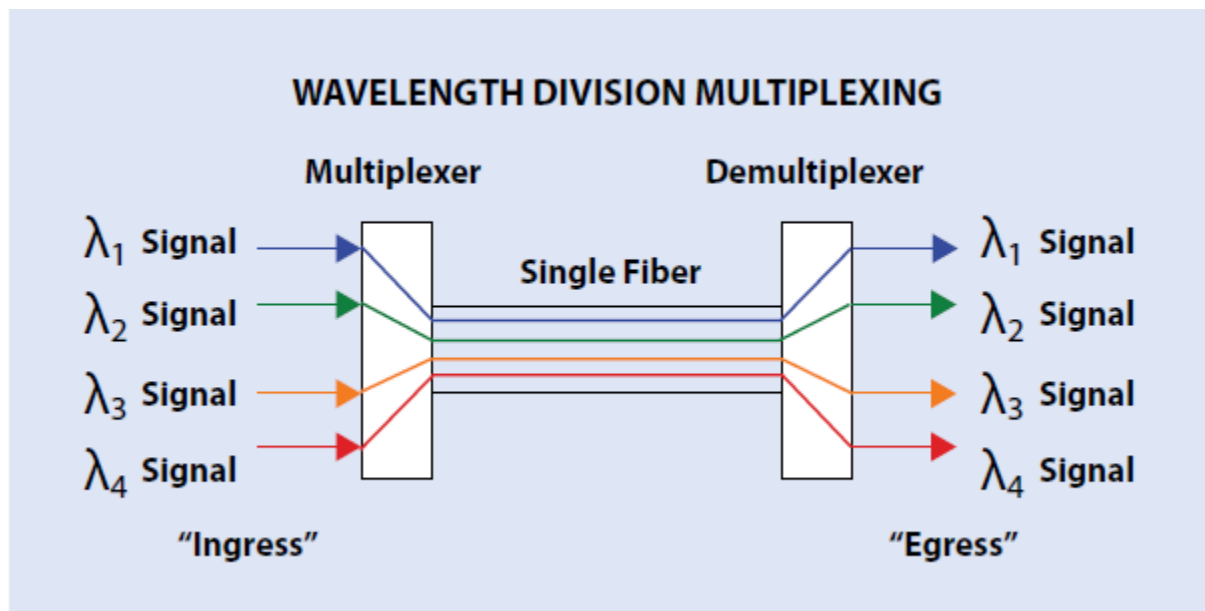 WAVELENGTH DIVISION MULTIPLEXING
Multiplexer
Demultiplexer
λ₁ Signal
λ₂ Signal
λ₃ Signal
λ₄ Signal
Single Fiber
λ₁ Signal
λ₂ Signal
λ₃ Signal
λ₄ Signal
“Ingress”
“Egress”